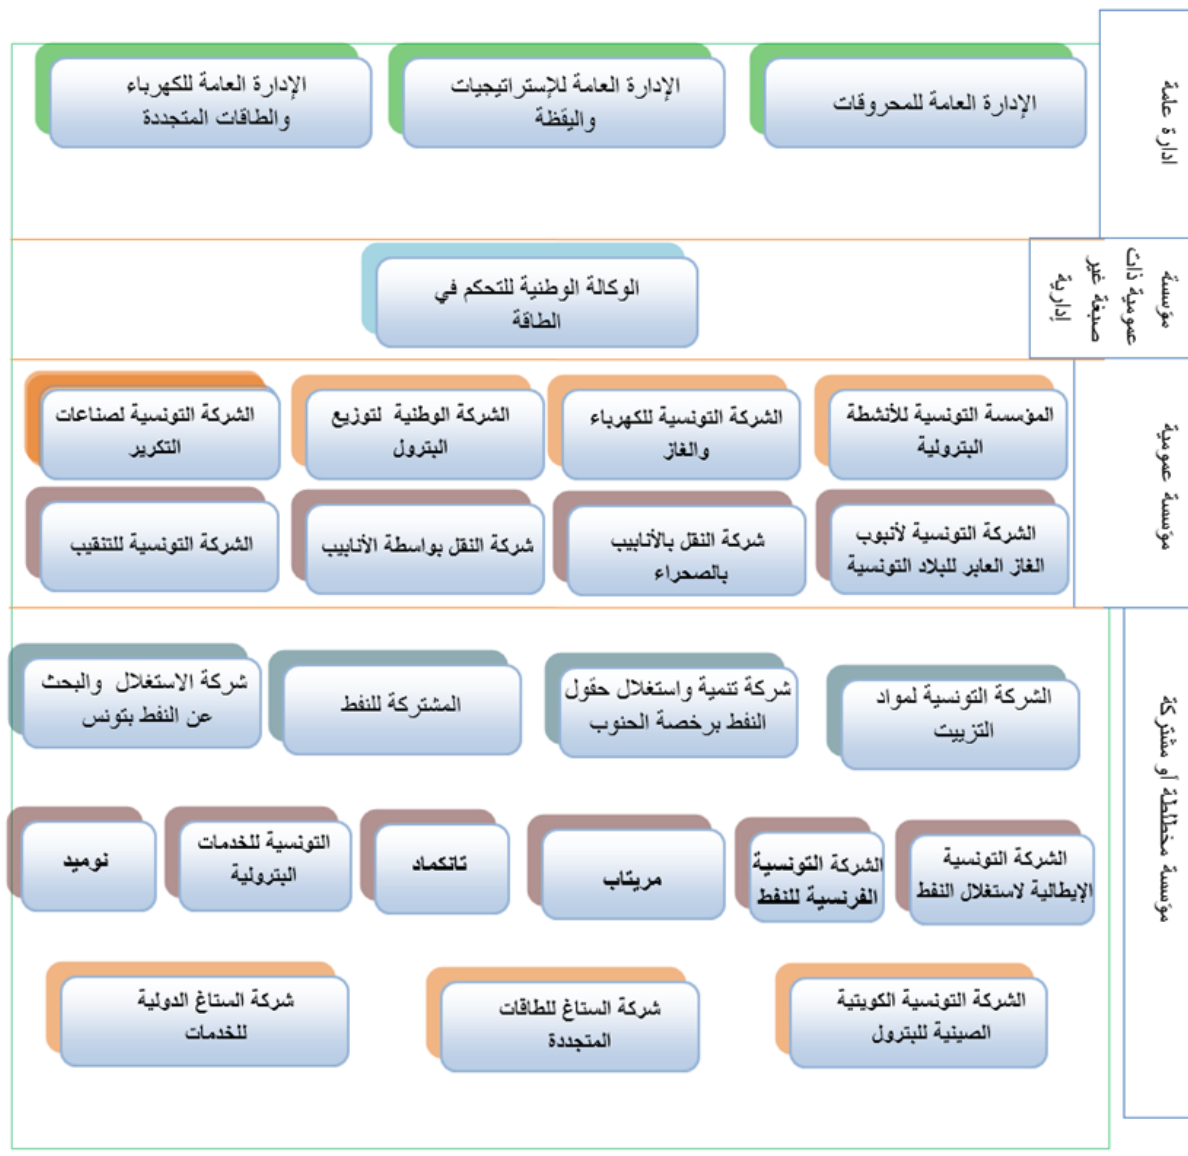 ادارة عامة
الإدارة العامة للمحروقات
الإدارة العامة للإستراتيجيات
واليقظة
الإدارة العامة للكهرباء
والطاقات المتجددة
مؤسسة
عمومية ذات
صبغة غير
إدارية
الوكالة الوطنية للتحكم في
الطاقة
مؤسسة عمومية
المؤسسة التونسية للأنشطة
البترولية
الشركة التونسية للكهرباء
والغاز
الشركة الوطنية لتوزيع
البترول
الشركة التونسية لصناعات
التكرير
الشركة التونسية لأنبوب
الغاز العابر للبلاد التونسية
شركة النقل بالأنابيب
بالصحراء
شركة النقل بواسطة الأنابيب
الشركة التونسية للتنقيب
مؤسسة مخطلطة أو مشتركة
الشركة التونسية لمواد
التزييت
شركة تنمية واستغلال حقول
النفط برخصة الحنوب
المشتركة للنفط
شركة الاستغلال والبحث
عن النفط بتونس
الشركة التونسية
الإيطالية لاستغلال النفط
الشركة التونسية
الفرنسية للنفط
مريتاب
تانكماد
التونسية للخدمات
البترولية
نوميد
الشركة التونسية الكويتية
الصينية للبترول
شركة الستاغ للطاقات
المتجددة
شركة الستاغ الدولية
للخدمات